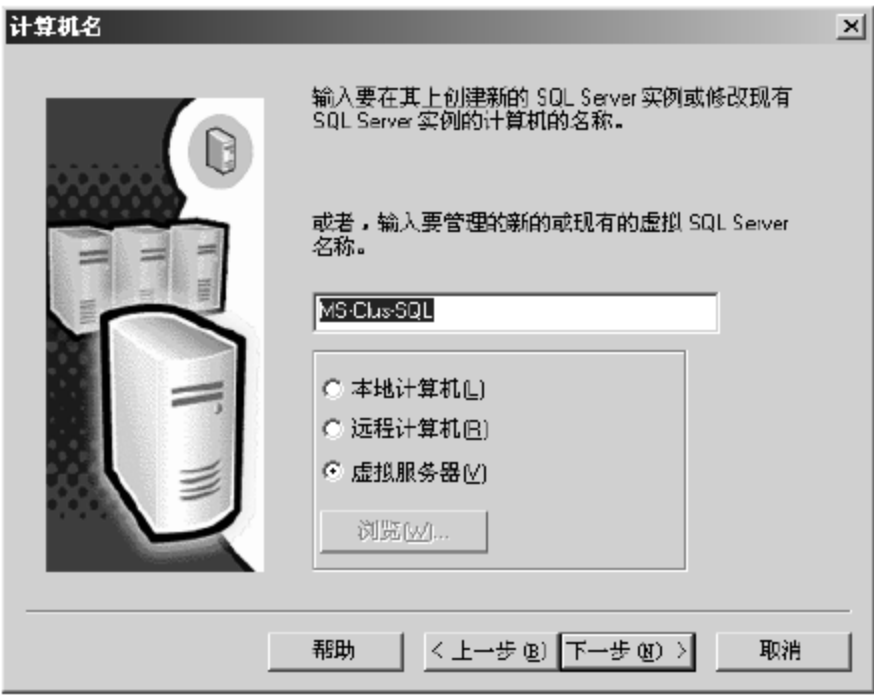 计算机名
输入要在其上创建新的 SQL Server 实例或修改现有
SQL Server 实例的计算机的名称。
或者，输入要管理的新的或现有的虚拟 SQL Server
名称。
MS-Clus-SQL
本地计算机(L)
远程计算机(R)
虚拟服务器(V)
浏览(W)...
帮助
< 上一步(B)
下一步(N) >
取消